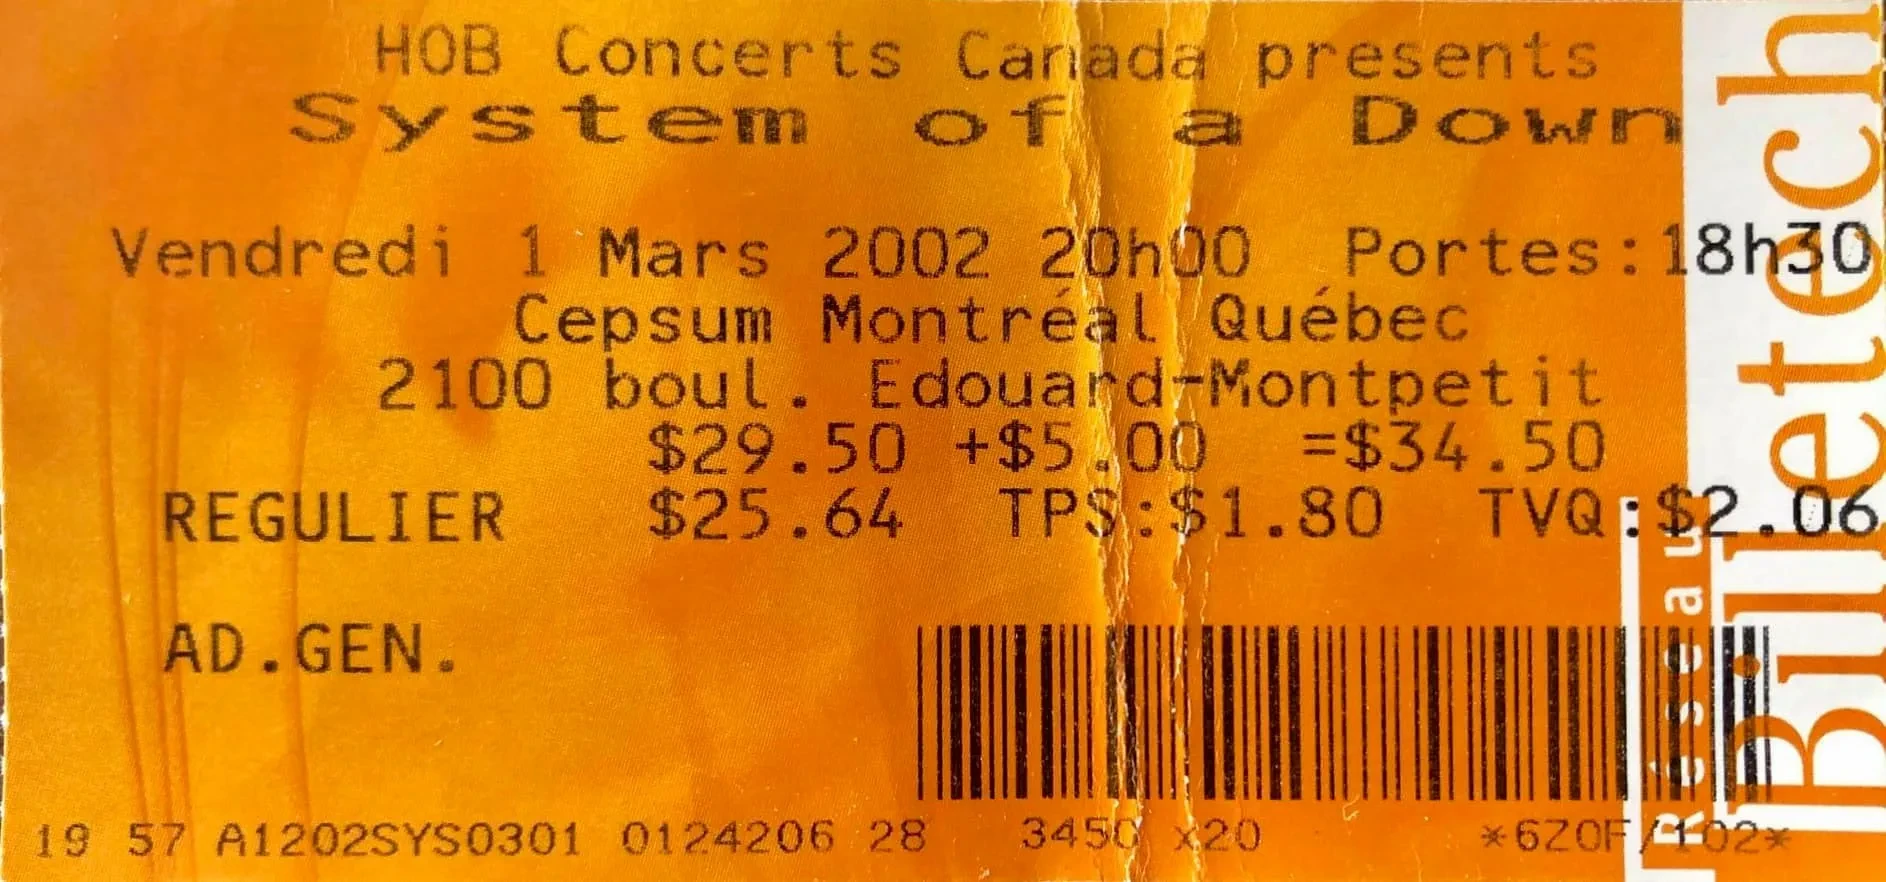 HOB Concerts Canada presents
System of a Down
Vendredi 1 Mars 2002 20h00 Portes:18h30
Cepsum Montréal Québec
2100 boul. Edouard-Montpetit
$29.50 +$5.00 =$34.50
REGULIER $25.64 TPS:$1.80 TVQ:$2.06
AD.GEN.
19 57 A1202SYS0301 0124206 28 3450 x20 *6Z0F/102*
Réseau
Billetech